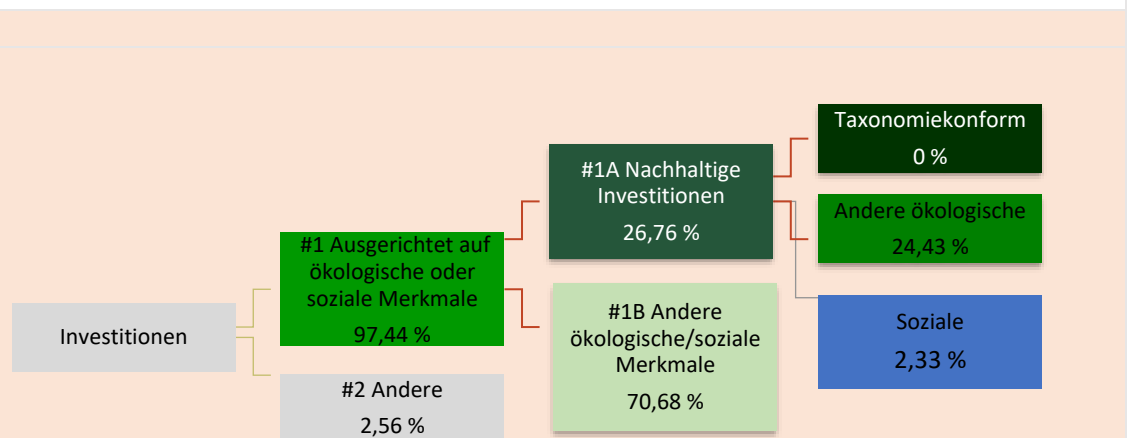 Investitionen
#1 Ausgerichtet auf
ökologische oder
soziale Merkmale
97,44 %
#2 Andere
2,56 %
#1A Nachhaltige
Investitionen
26,76 %
#1B Andere
ökologische/soziale
Merkmale
70,68 %
Taxonomiekonform
0 %
Andere ökologische
24,43 %
Soziale
2,33 %